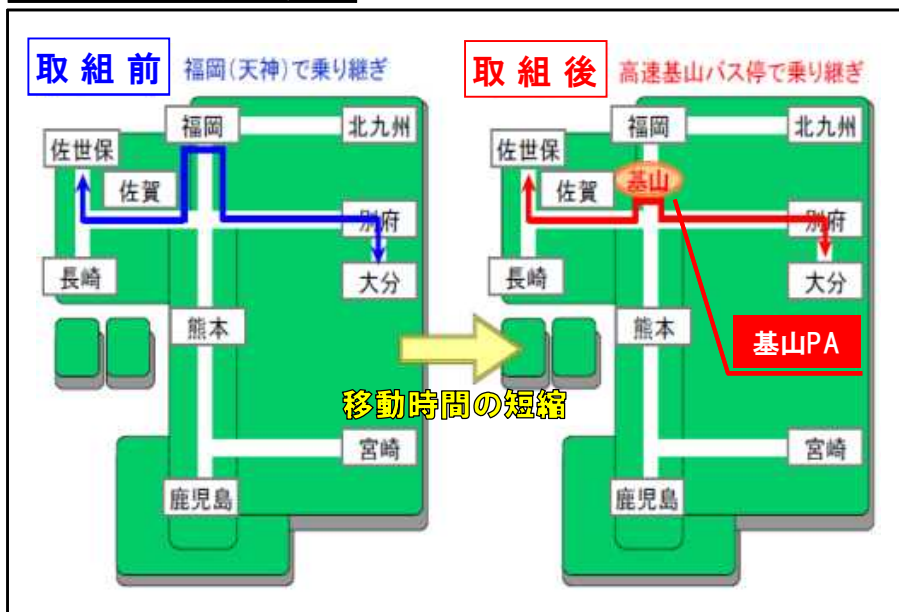 取組前
福岡(天神)で乗り継ぎ
福岡
北九州
佐世保
佐賀
別府
長崎
大分
熊本
宮崎
鹿児島
移動時間の短縮
取組後
高速基山バス停で乗り継ぎ
福岡
北九州
佐世保
基山
佐賀
別府
長崎
大分
熊本
基山PA
宮崎
鹿児島